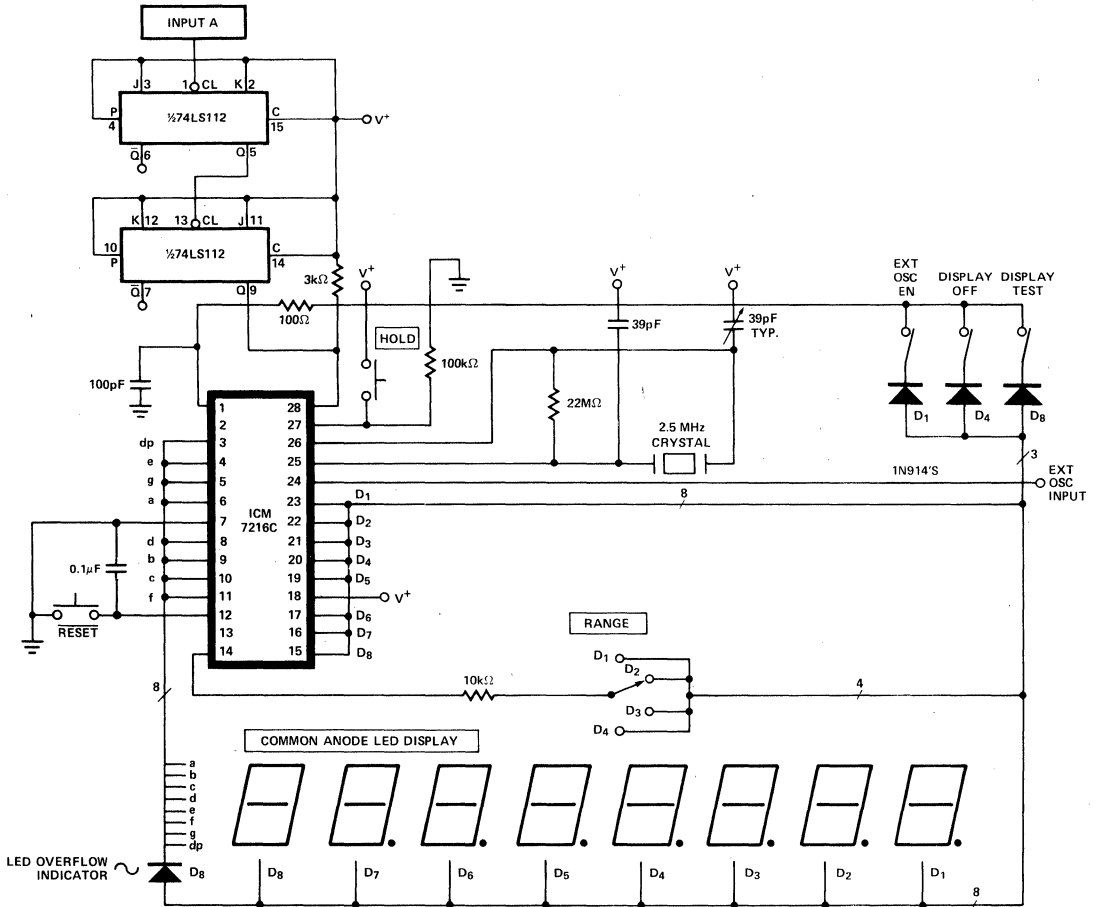 INPUT A
J 3 1 CL K 2
P 4 ½74LS112 C 15
V+
Q̅ 6 Q 5
K 12 13 CL J 11
10 P ½74LS112 C 14
Q̅ 7 Q 9
3kΩ
100Ω
V+
HOLD
100kΩ
V+
39pF
V+
39pF TYP.
22MΩ
2.5 MHz CRYSTAL
EXT OSC EN
DISPLAY OFF
DISPLAY TEST
D1 D4 D8
3
1N914'S
EXT OSC INPUT
100pF
ICM 7216C
1 28
2 27
dp 3 26
e 4 25
g 5 24
a 6 23 D1
8
7 22 D2
d 8 21 D3
b 9 20 D4
c 10 19 D5
f 11 18 V+
12 17 D6
13 16 D7
14 15 D8
0.1μF
RESET
8
10kΩ
RANGE
D1
D2
D3
D4
4
COMMON ANODE LED DISPLAY
a
b
c
d
e
f
g
dp
LED OVERFLOW INDICATOR
D8
D8 D7 D6 D5 D4 D3 D2 D1
8